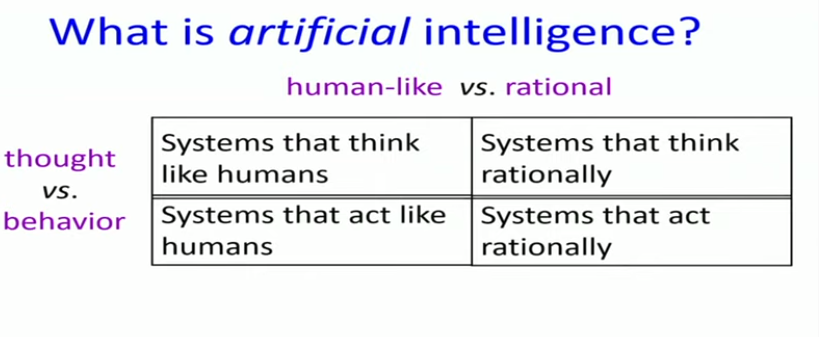 What is artificial intelligence?
human-like vs. rational
thought
vs.
behavior
Systems that think
like humans
Systems that think
rationally
Systems that act like
humans
Systems that act
rationally